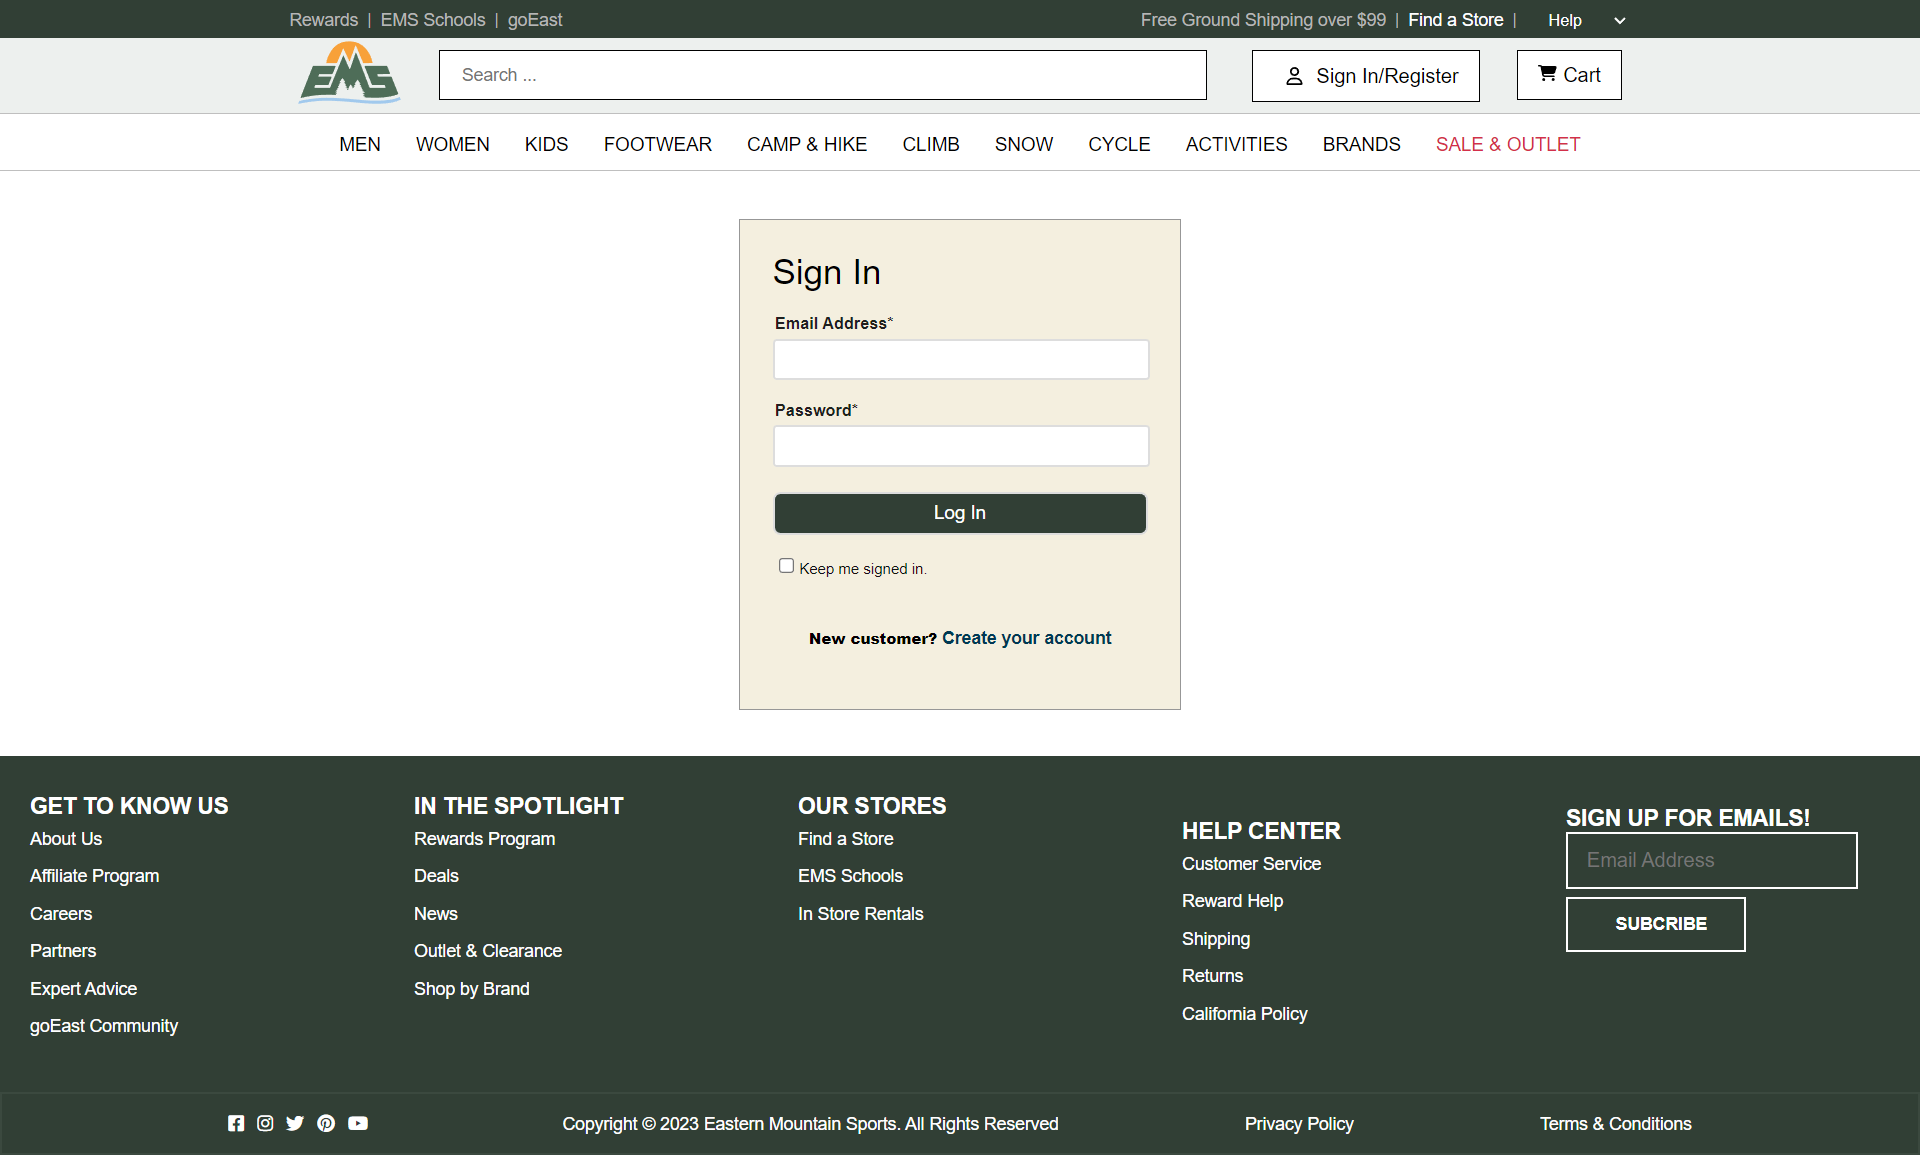 Rewards | EMS Schools | goEast
Free Ground Shipping over $99 | Find a Store | Help
EMS
Search ...
Sign In/Register
Cart
MEN WOMEN KIDS FOOTWEAR CAMP & HIKE CLIMB SNOW CYCLE ACTIVITIES BRANDS SALE & OUTLET
Sign In
Email Address*
Password*
Log In
Keep me signed in.
New customer? Create your account
GET TO KNOW US
About Us
Affiliate Program
Careers
Partners
Expert Advice
goEast Community
IN THE SPOTLIGHT
Rewards Program
Deals
News
Outlet & Clearance
Shop by Brand
OUR STORES
Find a Store
EMS Schools
In Store Rentals
HELP CENTER
Customer Service
Reward Help
Shipping
Returns
California Policy
SIGN UP FOR EMAILS!
Email Address
SUBCRIBE
Copyright © 2023 Eastern Mountain Sports. All Rights Reserved
Privacy Policy
Terms & Conditions